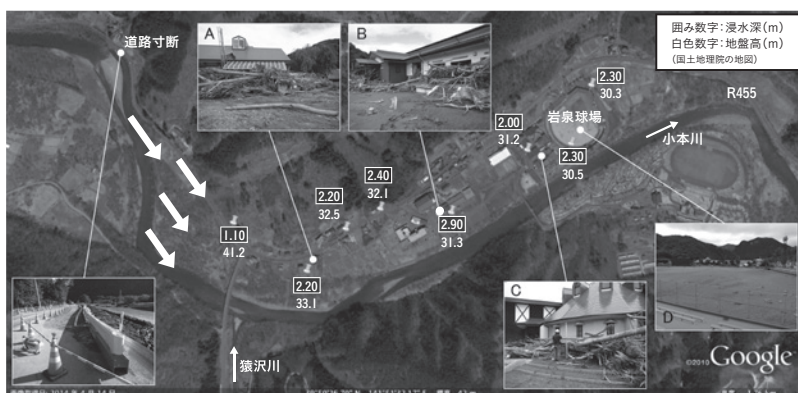 囲み数字：浸水深（m）
白色数字：地盤高（m）
（国土地理院の地図）
道路寸断
A
B
2.30
30.3
R455
岩泉球場
小本川
2.00
31.2
2.30
30.5
2.40
32.1
2.20
32.5
2.90
31.3
1.10
41.2
2.20
33.1
C
D
猿沢川
©2010 Google